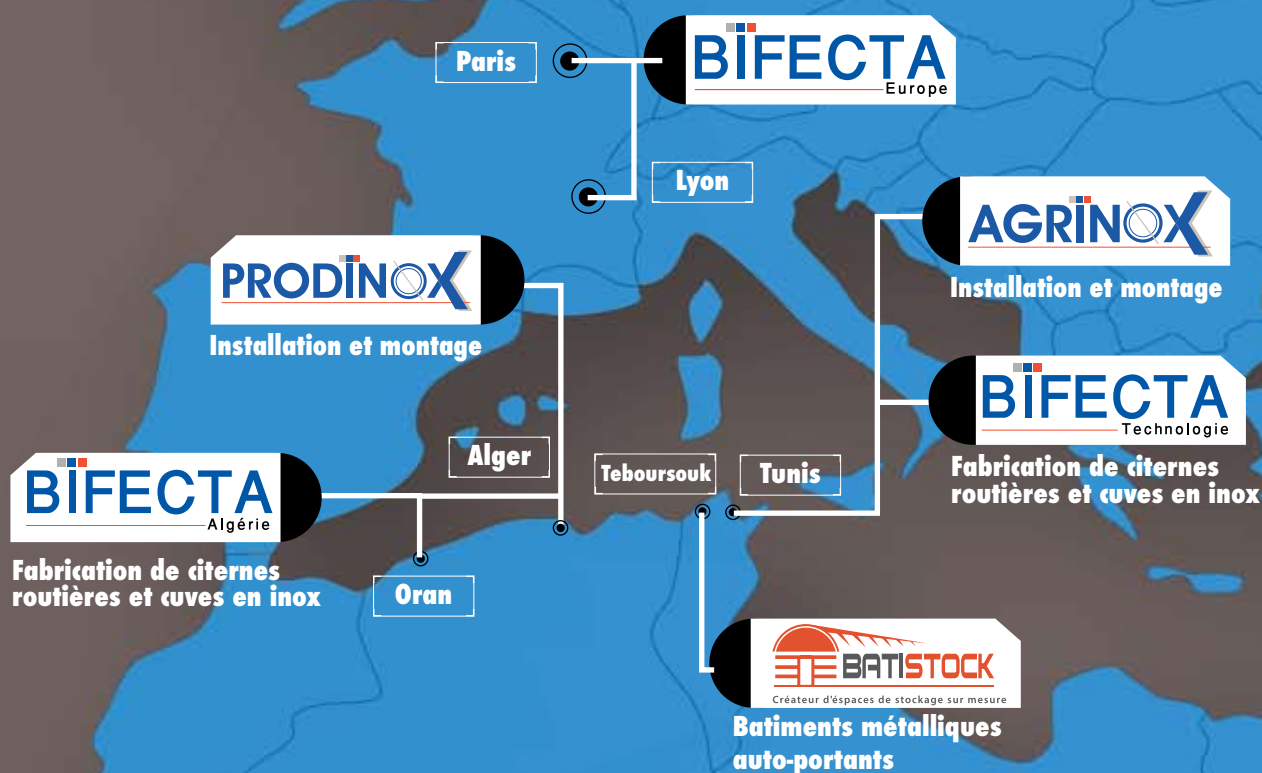 Paris
BIFECTA
Europe
Lyon
AGRINOX
Installation et montage
PRODINOX
Installation et montage
BIFECTA
Technologie
Fabrication de citernes
routières et cuves en inox
Alger
Teboursouk
Tunis
BIFECTA
Algérie
Fabrication de citernes
routières et cuves en inox
Oran
BATISTOCK
Créateur d'éspaces de stockage sur mesure
Batiments métalliques
auto-portants